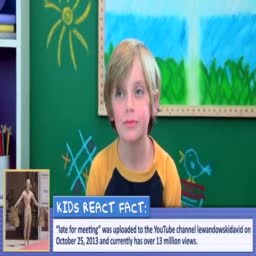 KIDS REACT FACT:
"late for meeting" was uploaded to the YouTube channel lewandowskidavid on
October 25, 2013 and currently has over 13 million views.